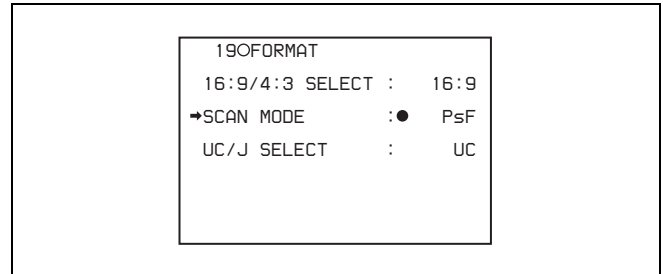 19○FORMAT
16:9/4:3 SELECT : 16:9
➡SCAN MODE :● PsF
UC/J SELECT : UC